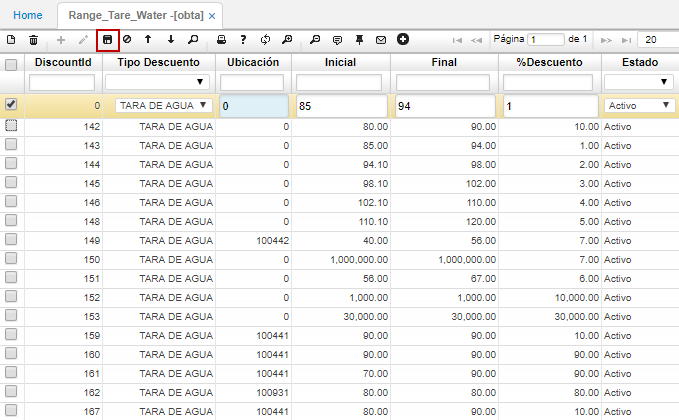 Home Range_Tare_Water -[obta] ×
Página 1 de 1 20
DiscountId Tipo Descuento Ubicación Inicial Final %Descuento Estado
0 TARA DE AGUA 0 85 94 1 Activo
142 TARA DE AGUA 0 80.00 90.00 10.00 Activo
143 TARA DE AGUA 0 85.00 94.00 1.00 Activo
144 TARA DE AGUA 0 94.10 98.00 2.00 Activo
145 TARA DE AGUA 0 98.10 102.00 3.00 Activo
146 TARA DE AGUA 0 102.10 110.00 4.00 Activo
148 TARA DE AGUA 0 110.10 120.00 5.00 Activo
149 TARA DE AGUA 100442 40.00 56.00 7.00 Activo
150 TARA DE AGUA 0 1,000,000.00 1,000,000.00 7.00 Activo
151 TARA DE AGUA 0 56.00 67.00 6.00 Activo
152 TARA DE AGUA 0 1,000.00 1,000.00 10,000.00 Activo
153 TARA DE AGUA 0 30,000.00 30,000.00 30,000.00 Activo
159 TARA DE AGUA 100441 90.00 90.00 10.00 Activo
160 TARA DE AGUA 100441 90.00 90.00 90.00 Activo
161 TARA DE AGUA 100441 70.00 90.00 90.00 Activo
162 TARA DE AGUA 100931 80.00 80.00 80.00 Activo
167 TARA DE AGUA 100441 80.00 90.00 10.00 Activo